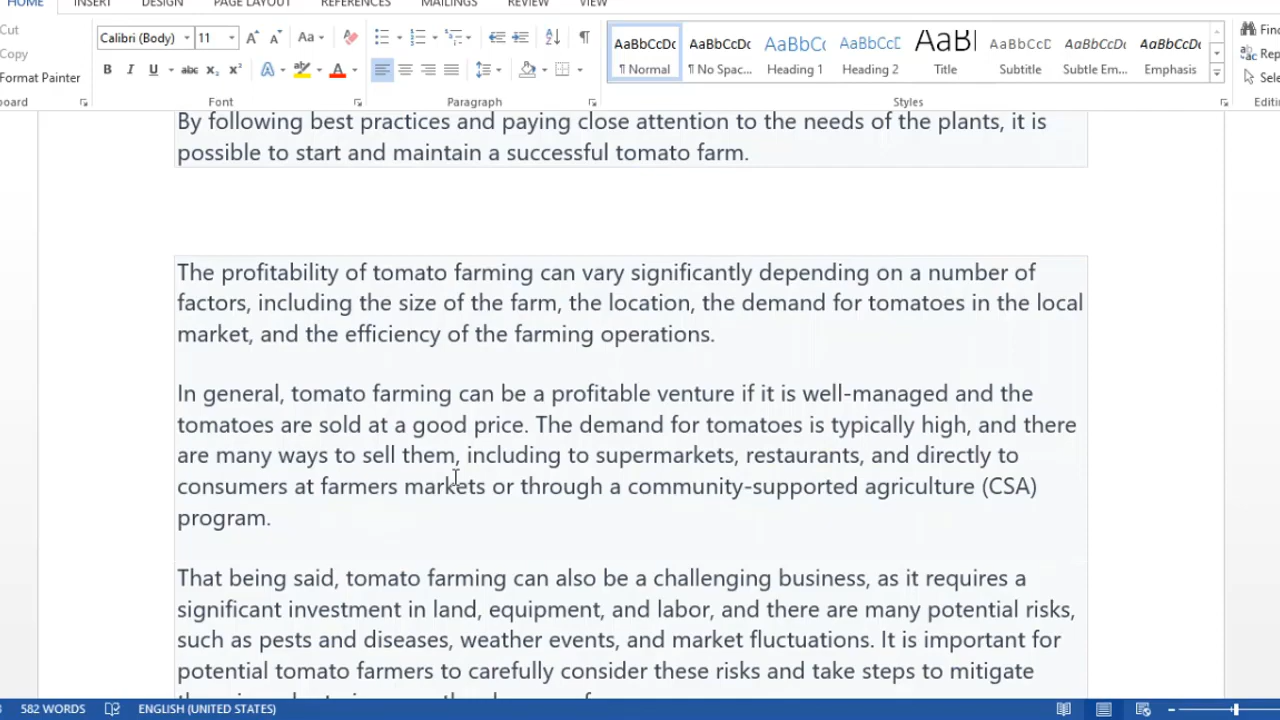 HOME INSERT DESIGN PAGE LAYOUT REFERENCES MAILINGS REVIEW VIEW
Cut
Copy
Format Painter
Calibri (Body) 11
Aa
B I U abc x₂ x²
A
AaBbCcDc AaBbCcDc AaBbCc AaBbCcC AaBl AaBbCcC AaBbCcDc AaBbCcDc
¶ Normal ¶ No Spac... Heading 1 Heading 2 Title Subtitle Subtle Em... Emphasis
Font Paragraph Styles
By following best practices and paying close attention to the needs of the plants, it is
possible to start and maintain a successful tomato farm.
The profitability of tomato farming can vary significantly depending on a number of
factors, including the size of the farm, the location, the demand for tomatoes in the local
market, and the efficiency of the farming operations.
In general, tomato farming can be a profitable venture if it is well-managed and the
tomatoes are sold at a good price. The demand for tomatoes is typically high, and there
are many ways to sell them, including to supermarkets, restaurants, and directly to
consumers at farmers markets or through a community-supported agriculture (CSA)
program.
That being said, tomato farming can also be a challenging business, as it requires a
significant investment in land, equipment, and labor, and there are many potential risks,
such as pests and diseases, weather events, and market fluctuations. It is important for
potential tomato farmers to carefully consider these risks and take steps to mitigate
582 WORDS ENGLISH (UNITED STATES)